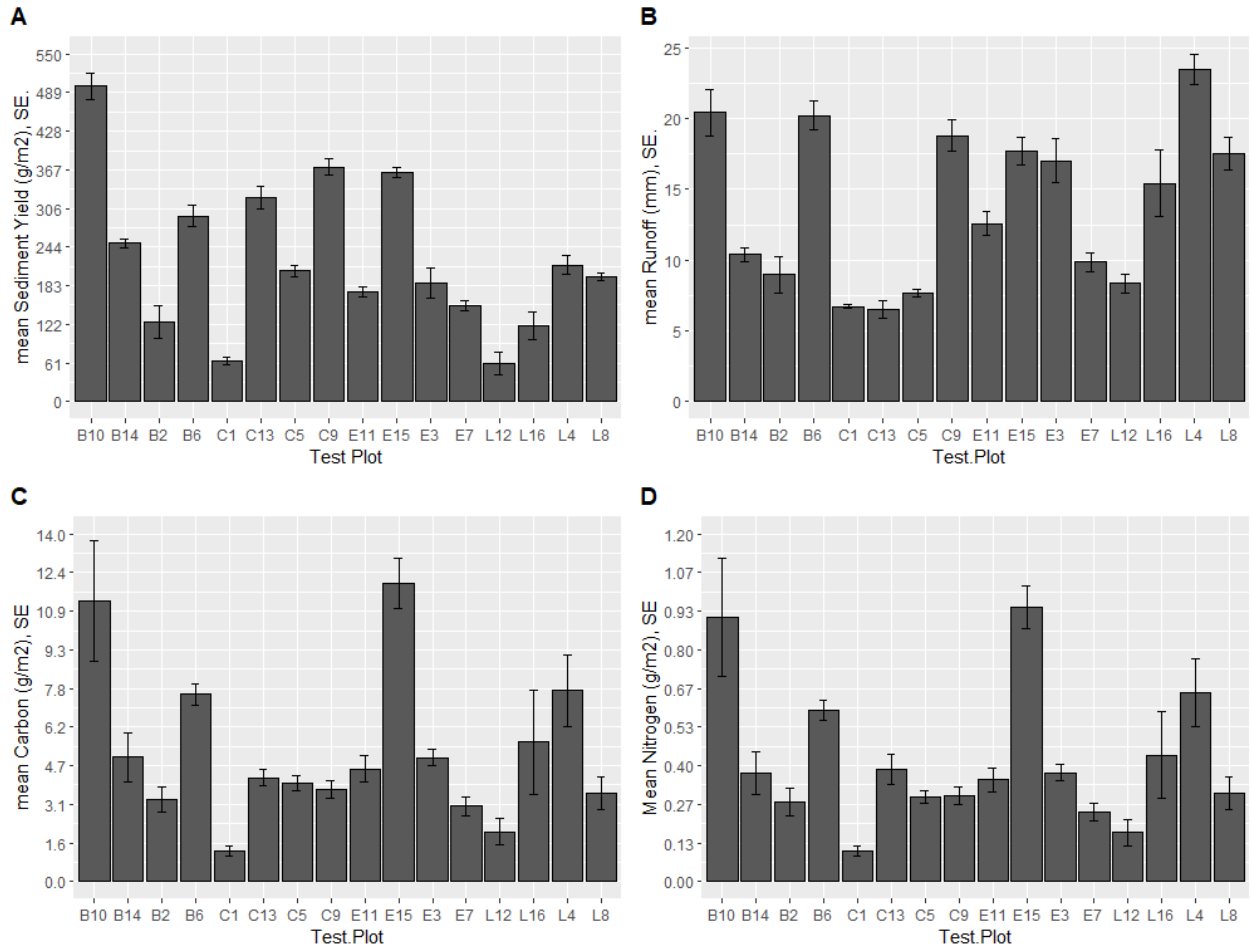 A
mean Sediment Yield (g/m2), SE.
550
489
428
367
306
244
183
122
61
0
B10 B14 B2 B6 C1 C13 C5 C9 E11 E15 E3 E7 L12 L16 L4 L8
Test Plot
B
mean Runoff (mm), SE.
25
20
15
10
5
0
B10 B14 B2 B6 C1 C13 C5 C9 E11 E15 E3 E7 L12 L16 L4 L8
Test.Plot
C
mean Carbon (g/m2), SE
14.0
12.4
10.9
9.3
7.8
6.2
4.7
3.1
1.6
0.0
B10 B14 B2 B6 C1 C13 C5 C9 E11 E15 E3 E7 L12 L16 L4 L8
Test.Plot
D
Mean Nitrogen (g/m2), SE
1.20
1.07
0.93
0.80
0.67
0.53
0.40
0.27
0.13
0.00
B10 B14 B2 B6 C1 C13 C5 C9 E11 E15 E3 E7 L12 L16 L4 L8
Test.Plot